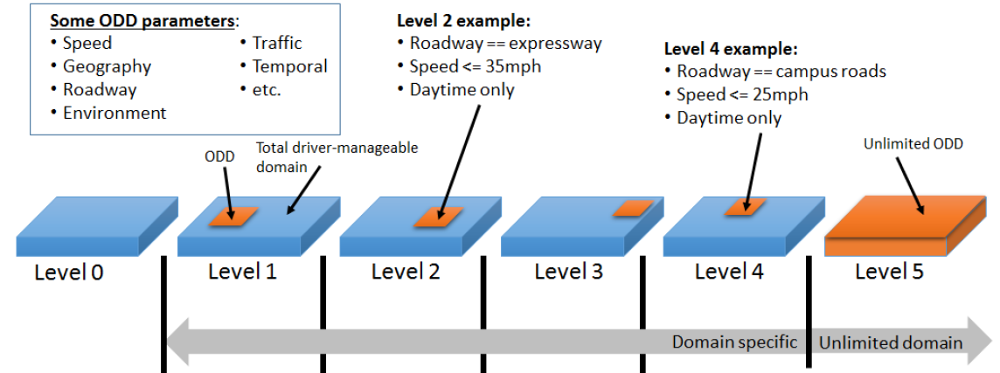 Some ODD parameters:
• Speed
• Geography
• Roadway
• Environment
• Traffic
• Temporal
• etc.
Level 2 example:
• Roadway == expressway
• Speed <= 35mph
• Daytime only
Level 4 example:
• Roadway == campus roads
• Speed <= 25mph
• Daytime only
ODD
Total driver-manageable
domain
Unlimited ODD
Level 0
Level 1
Level 2
Level 3
Level 4
Level 5
Domain specific
Unlimited domain